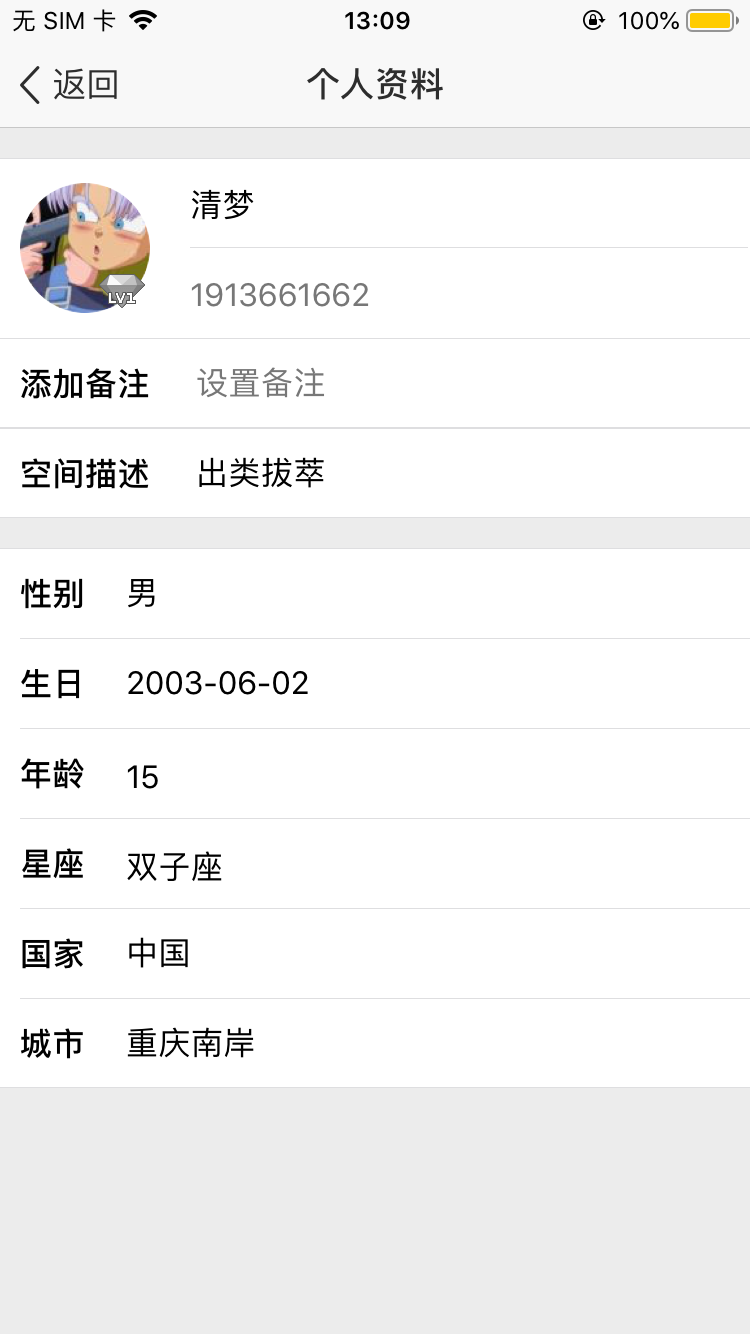 无 SIM 卡 13:09 100%
返回 个人资料
清梦
LV1
1913661662
添加备注 设置备注
空间描述 出类拔萃
性别 男
生日 2003-06-02
年龄 15
星座 双子座
国家 中国
城市 重庆南岸